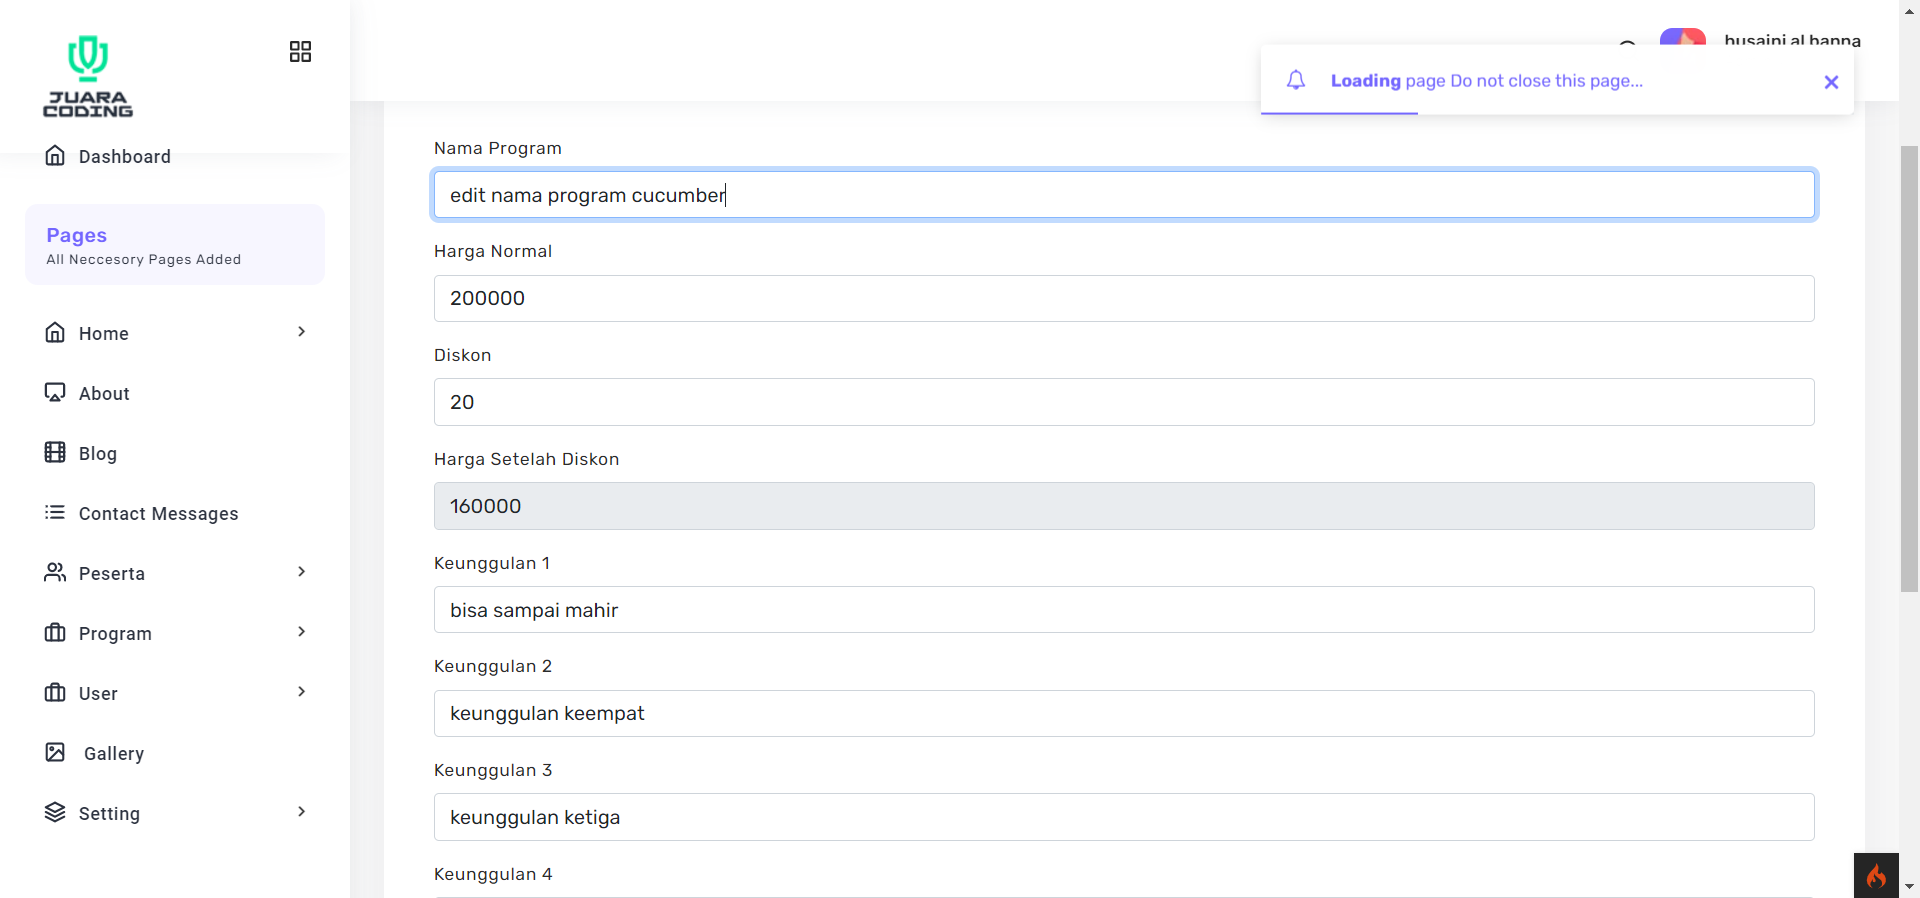 JUARA
CODING
Dashboard
Pages
All Neccesory Pages Added
Home
About
Blog
Contact Messages
Peserta
Program
User
Gallery
Setting
husaini al banna
Loading page Do not close this page...
Nama Program
edit nama program cucumber
Harga Normal
200000
Diskon
20
Harga Setelah Diskon
160000
Keunggulan 1
bisa sampai mahir
Keunggulan 2
keunggulan keempat
Keunggulan 3
keunggulan ketiga
Keunggulan 4